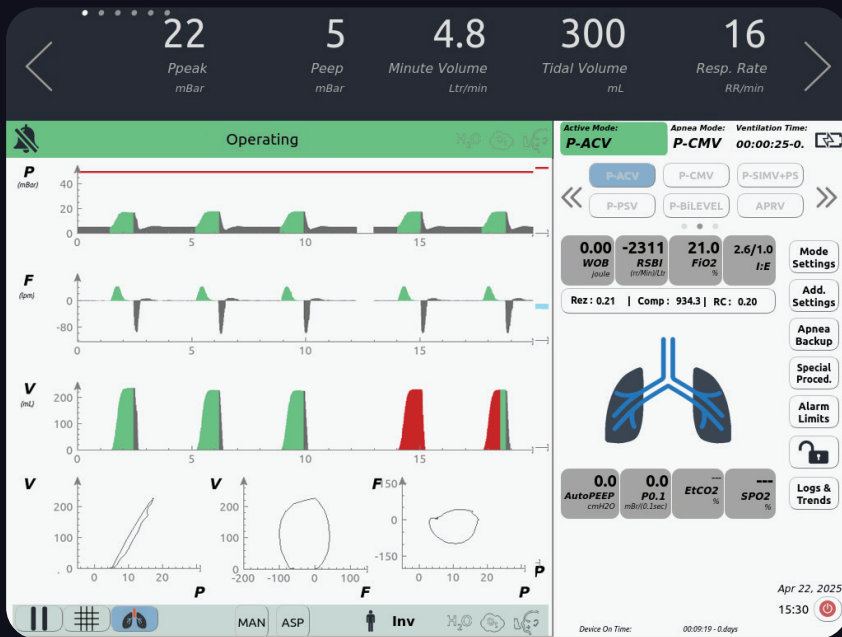 22 5 4.8 300 16
Ppeak Peep Minute Volume Tidal Volume Resp. Rate
mBar mBar Ltr/min mL RR/min
Operating H2O O2
Active Mode: Apnea Mode: Ventilation Time:
P-ACV P-CMV 00:00:25-0.
P-ACV P-CMV P-SIMV+PS
P-PSV P-BiLEVEL APRV
P
(mBar)
40
20
0
0 5 10 15
0.00 -2311 21.0 2.6/1.0
WOB RSBI FiO2 I:E
joule (rr/Min)/Ltr %
Rez : 0.21 | Comp : 934.3 | RC : 0.20
Mode
Settings
Add.
Settings
Apnea
Backup
Special
Proced.
Alarm
Limits
Logs &
Trends
F
(lpm)
0
-80
0 5 10 15
V
(mL)
200
100
0
0 5 10 15
0.0 0.0 --- ---
AutoPEEP P0.1 EtCO2 SPO2
cmH2O mBr/(0.1sec) % %
V
200
100
0
0 10 20
P
V
200
100
0
-200 -100 0 100
F
F
150
0
-150
0 10 20
P
P
MAN ASP Inv H2O O2
Apr 22, 2025
15:30
Device On Time: 00:09:19 - 0.days